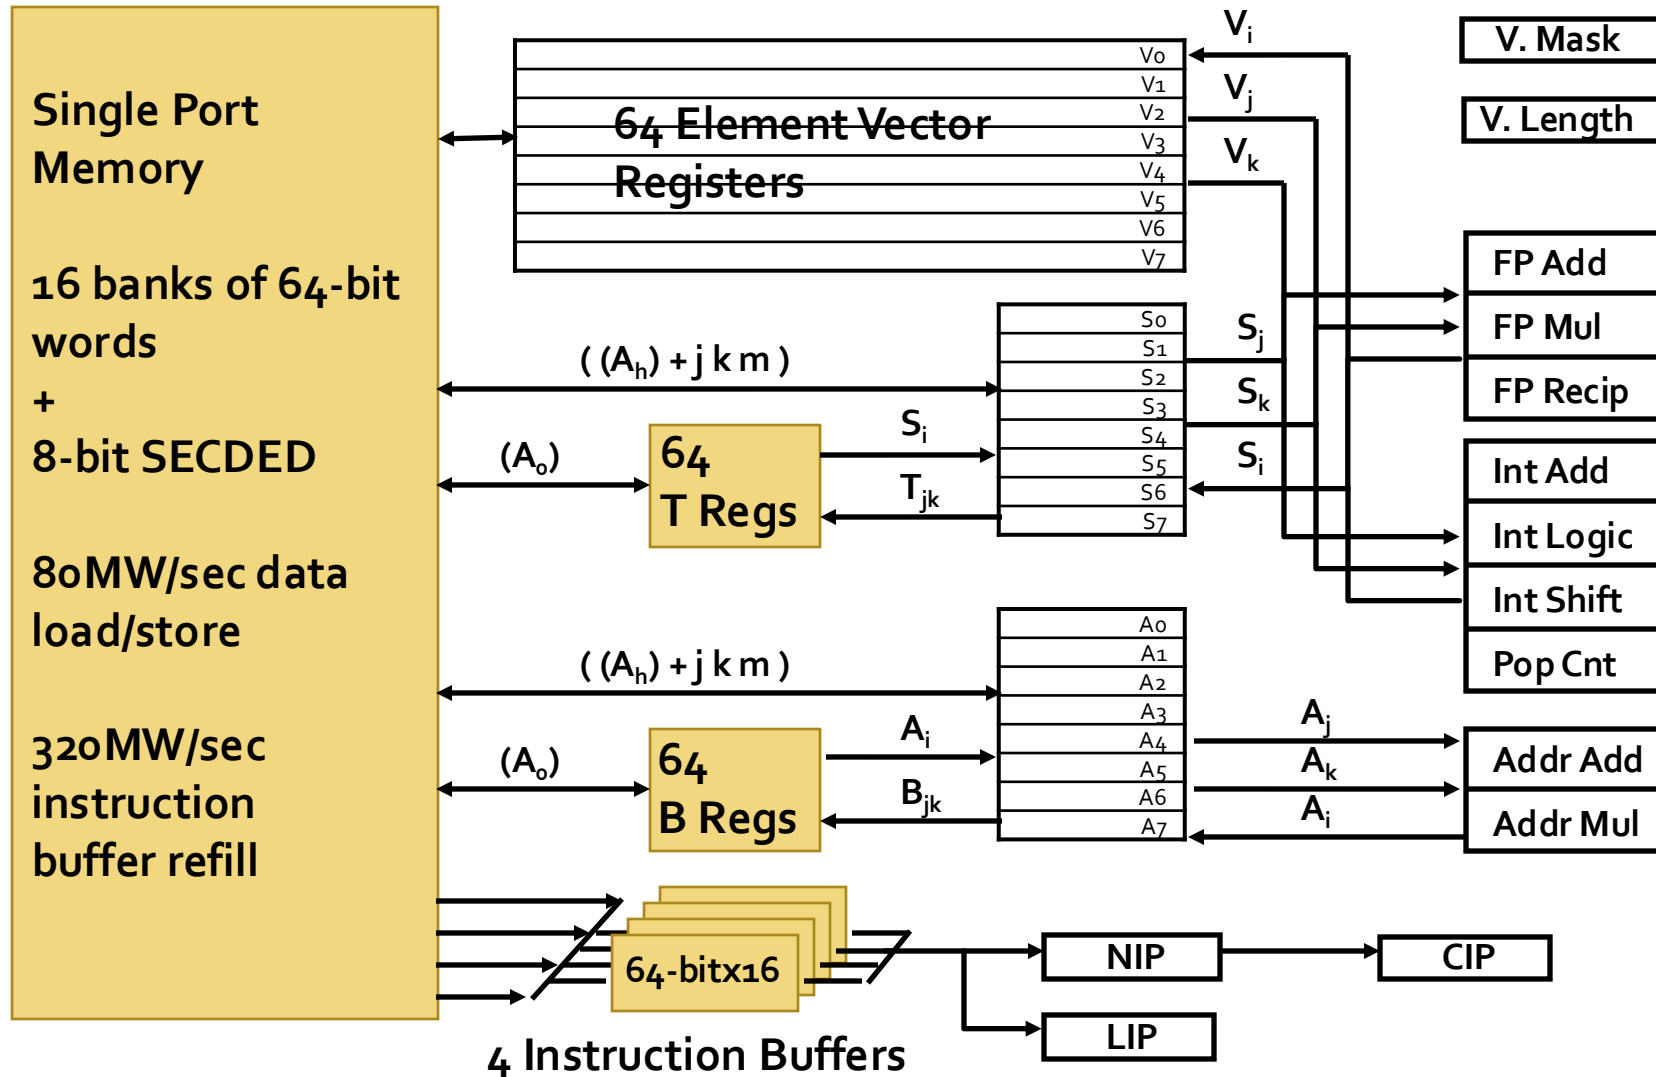 Single Port
Memory
16 banks of 64-bit
words
+
8-bit SECDED
80MW/sec data
load/store
320MW/sec
instruction
buffer refill
64 Element Vector
Registers
V0
V1
V2
V3
V4
V5
V6
V7
Vi
Vj
Vk
V. Mask
V. Length
( (Ah) + j k m )
(A0)
64
T Regs
Si
Tjk
S0
S1
S2
S3
S4
S5
S6
S7
Sj
Sk
Si
FP Add
FP Mul
FP Recip
Int Add
Int Logic
Int Shift
Pop Cnt
( (Ah) + j k m )
(A0)
64
B Regs
Ai
Bjk
A0
A1
A2
A3
A4
A5
A6
A7
Aj
Ak
Ai
Addr Add
Addr Mul
64-bitx16
4 Instruction Buffers
NIP
CIP
LIP